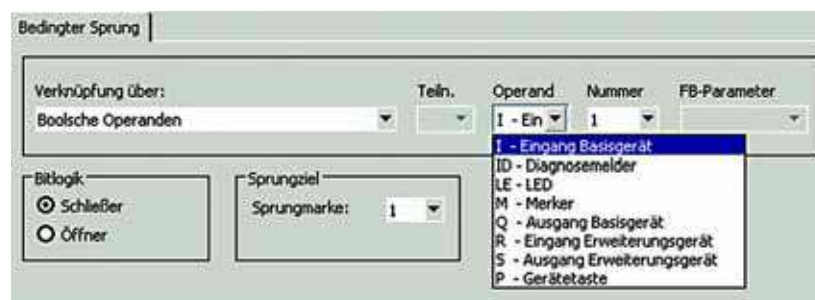 Bedingter Sprung
Verknüpfung über: Teiln. Operand Nummer FB-Parameter
Boolsche Operanden I - Ein 1
I - Eingang Basisgerät
ID - Diagnosemelder
LE - LED
M - Merker
Q - Ausgang Basisgerät
R - Eingang Erweiterungsgerät
S - Ausgang Erweiterungsgerät
P - Gerätetaste
Bitlogik
Schließer
Öffner
Sprungziel
Sprungmarke: 1